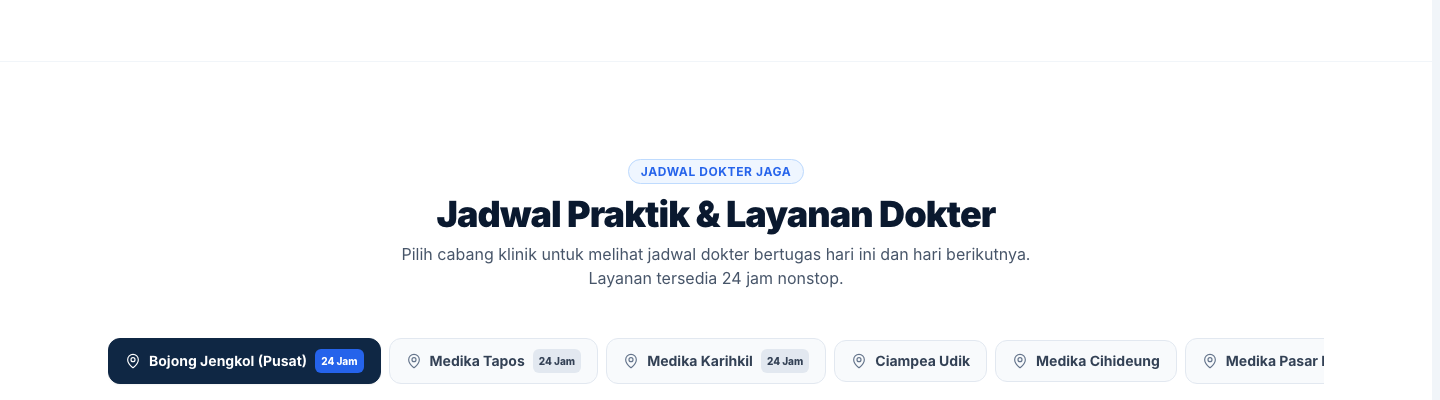 JADWAL DOKTER JAGA
Jadwal Praktik & Layanan Dokter
Pilih cabang klinik untuk melihat jadwal dokter bertugas hari ini dan hari berikutnya.
Layanan tersedia 24 jam nonstop.
Bojong Jengkol (Pusat) 24 Jam Medika Tapos 24 Jam Medika Karihkil 24 Jam Ciampea Udik Medika Cihideung Medika Pasar